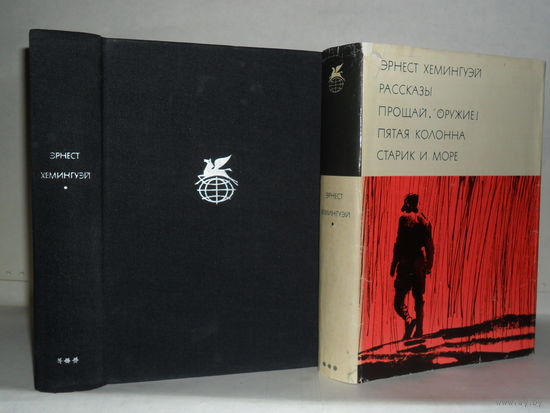 ЭРНЕСТ
ХЕМИНГУЭЙ
*
***
ЭРНЕСТ ХЕМИНГУЭЙ
РАССКАЗЫ
ПРОЩАЙ, ОРУЖИЕ!
ПЯТАЯ КОЛОННА
СТАРИК И МОРЕ
ЭРНЕСТ
ХЕМИНГУЭЙ
*
***